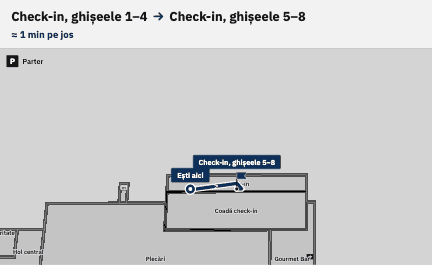 Check-in, ghișeele 1–4 → Check-in, ghișeele 5–8
≈ 1 min pe jos
P Parter
Check-in, ghișeele 5–8
Ești aici
Coadă check-in
Hol central
Plecări
Gourmet Bar